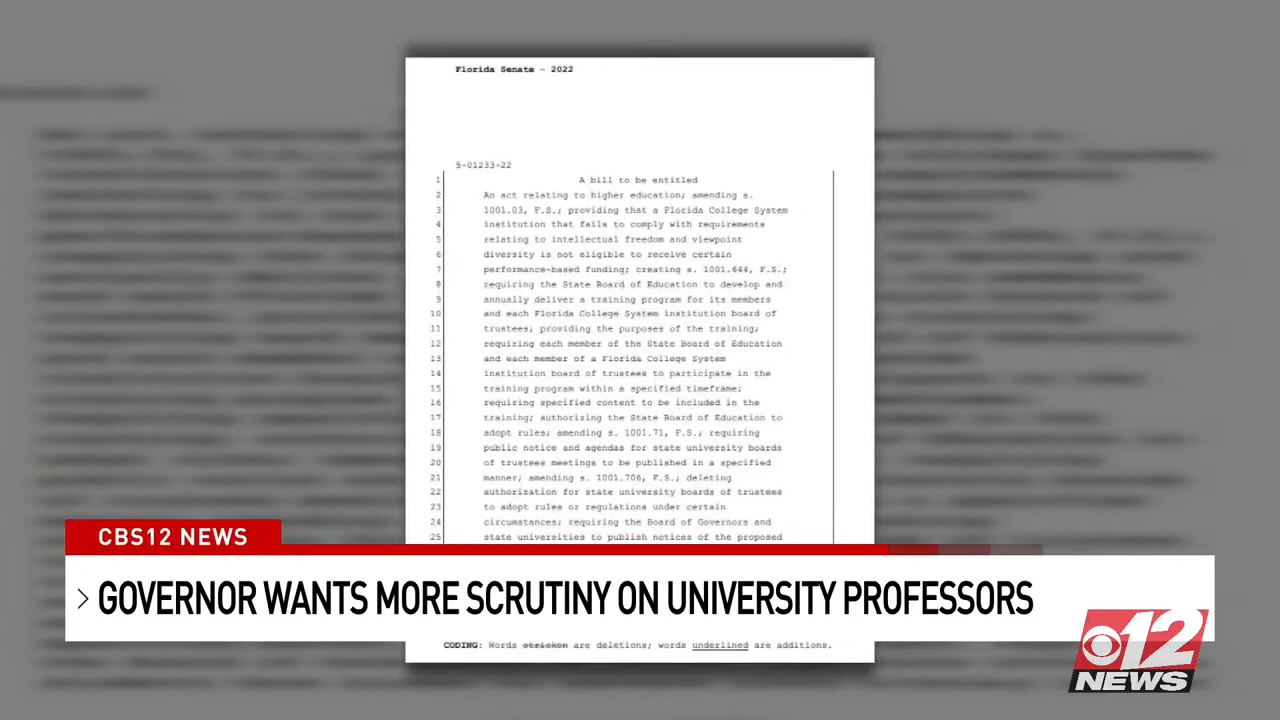 Florida Senate - 2022
5-01233-22
1 A bill to be entitled
2 An act relating to higher education; amending s.
3 1001.03, F.S.; providing that a Florida College System
4 institution that fails to comply with requirements
5 relating to intellectual freedom and viewpoint
6 diversity is not eligible to receive certain
7 performance-based funding; creating s. 1001.644, F.S.;
8 requiring the State Board of Education to develop and
9 annually deliver a training program for its members
10 and each Florida College System institution board of
11 trustees; providing the purposes of the training;
12 requiring each member of the State Board of Education
13 and each member of a Florida College System
14 institution board of trustees to participate in the
15 training program within a specified timeframe;
16 requiring specified content to be included in the
17 training; authorizing the State Board of Education to
18 adopt rules; amending s. 1001.71, F.S.; requiring
19 public notice and agendas for state university boards
20 of trustees meetings to be published in a specified
21 manner; amending s. 1001.706, F.S.; deleting
22 authorization for state university boards of trustees
23 to adopt rules or regulations under certain
24 circumstances; requiring the Board of Governors and
25 state universities to publish notices of the proposed
CBS12 NEWS
GOVERNOR WANTS MORE SCRUTINY ON UNIVERSITY PROFESSORS
CODING: Words stricken are deletions; words underlined are additions.
12
NEWS